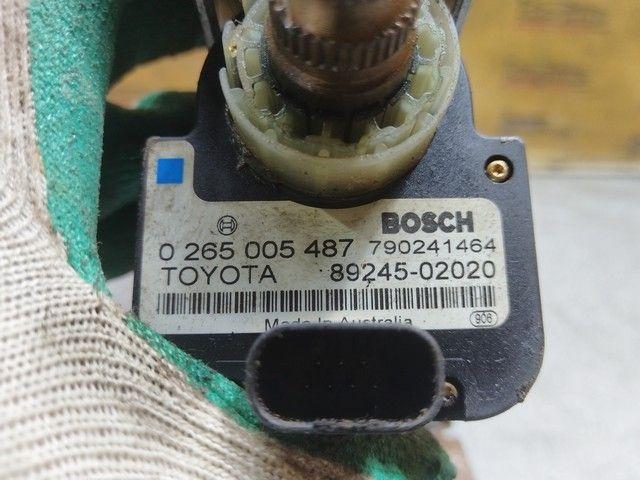 BOSCH
0 265 005 487 790241464
TOYOTA 89245-02020
Made In Australia
906